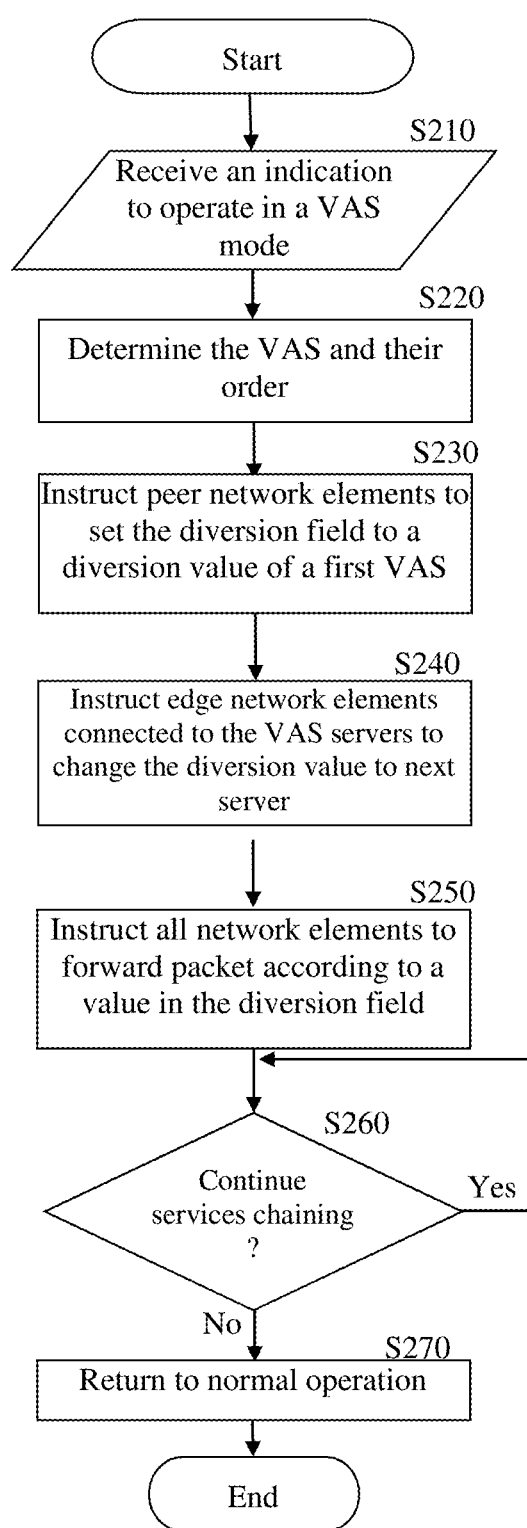 Start
S210
Receive an indication
to operate in a VAS
mode
S220
Determine the VAS and their
order
S230
Instruct peer network elements to
set the diversion field to a
diversion value of a first VAS
S240
Instruct edge network elements
connected to the VAS servers to
change the diversion value to next
server
S250
Instruct all network elements to
forward packet according to a
value in the diversion field
S260
Continue
services chaining
?
Yes
No
S270
Return to normal operation
End